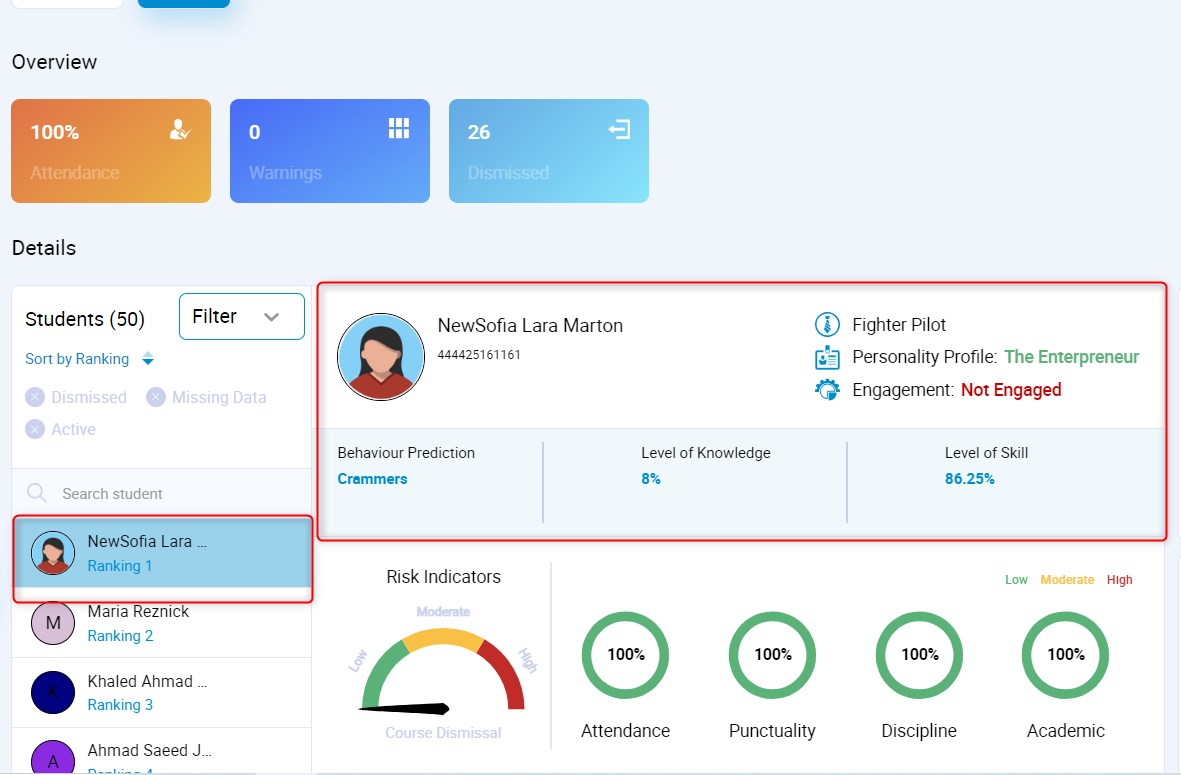 Overview
100%
Attendance
0
Warnings
26
Dismissed
Details
Students (50)
Filter
Sort by Ranking
Dismissed
Missing Data
Active
Search student
NewSofia Lara ...
Ranking 1
Maria Reznick
M
Ranking 2
Khaled Ahmad ...
K
Ranking 3
Ahmad Saeed J...
A
Ranking 4
NewSofia Lara Marton
444425161161
Fighter Pilot
Personality Profile: The Enterpreneur
Engagement: Not Engaged
Behaviour Prediction
Crammers
Level of Knowledge
8%
Level of Skill
86.25%
Risk Indicators
Low
Moderate
High
Course Dismissal
Low Moderate High
100%
Attendance
100%
Punctuality
100%
Discipline
100%
Academic